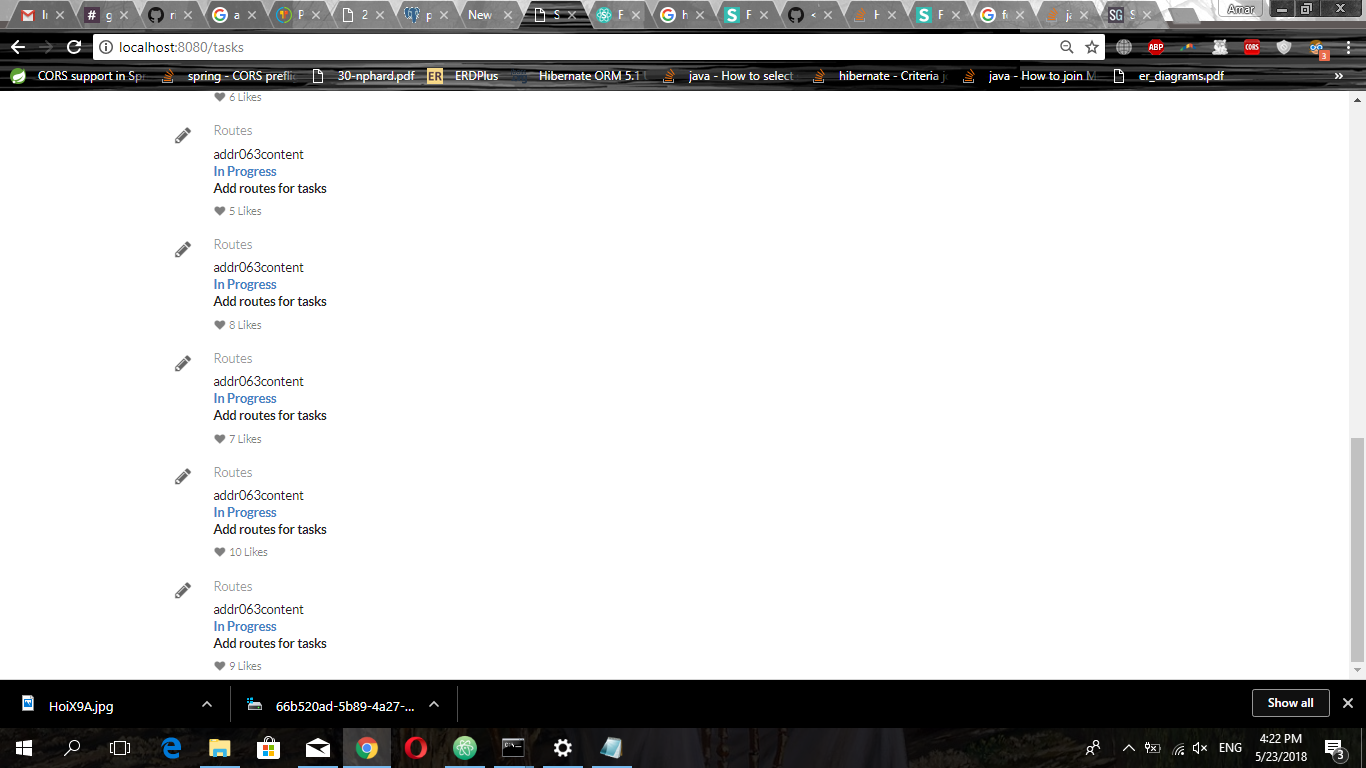 New
Amar
localhost:8080/tasks
ABP
CORS
3
CORS support in Sp
spring - CORS prefli
30-nphard.pdf
ER ERDPlus
Hibernate ORM 5.1
java - How to select
hibernate - Criteria j
java - How to join M
er_diagrams.pdf
»
6 Likes
Routes
addr063content
In Progress
Add routes for tasks
5 Likes
Routes
addr063content
In Progress
Add routes for tasks
8 Likes
Routes
addr063content
In Progress
Add routes for tasks
7 Likes
Routes
addr063content
In Progress
Add routes for tasks
10 Likes
Routes
addr063content
In Progress
Add routes for tasks
9 Likes
HoiX9A.jpg
66b520ad-5b89-4a27-...
Show all
ENG
4:22 PM
5/23/2018
3